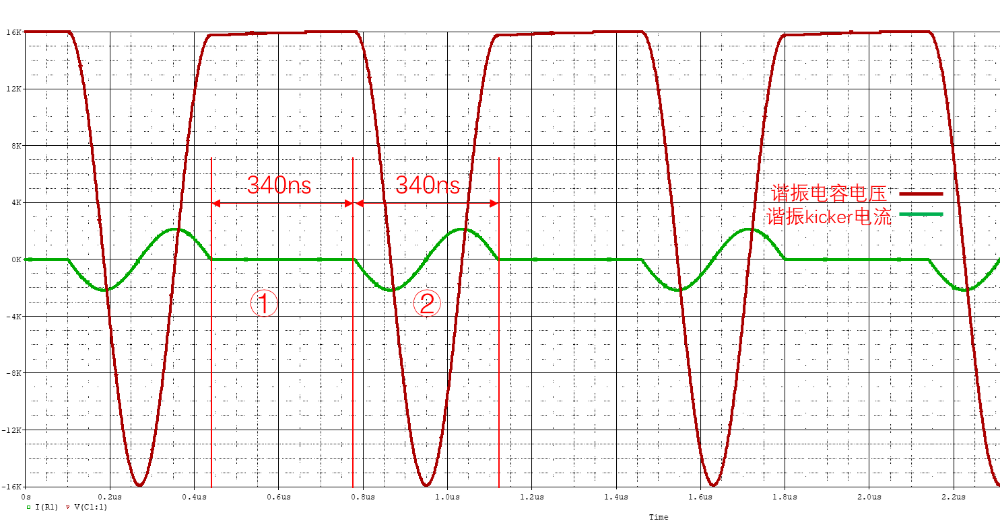 16K
12K
8K
4K
0K
-4K
-8K
-12K
-16K
340ns
340ns
谐振电容电压
谐振kicker电流
①
②
0s
0.2us
0.4us
0.6us
0.8us
1.0us
1.2us
1.4us
1.6us
1.8us
2.0us
2.2us
I(R1)
V(C1:1)
Time